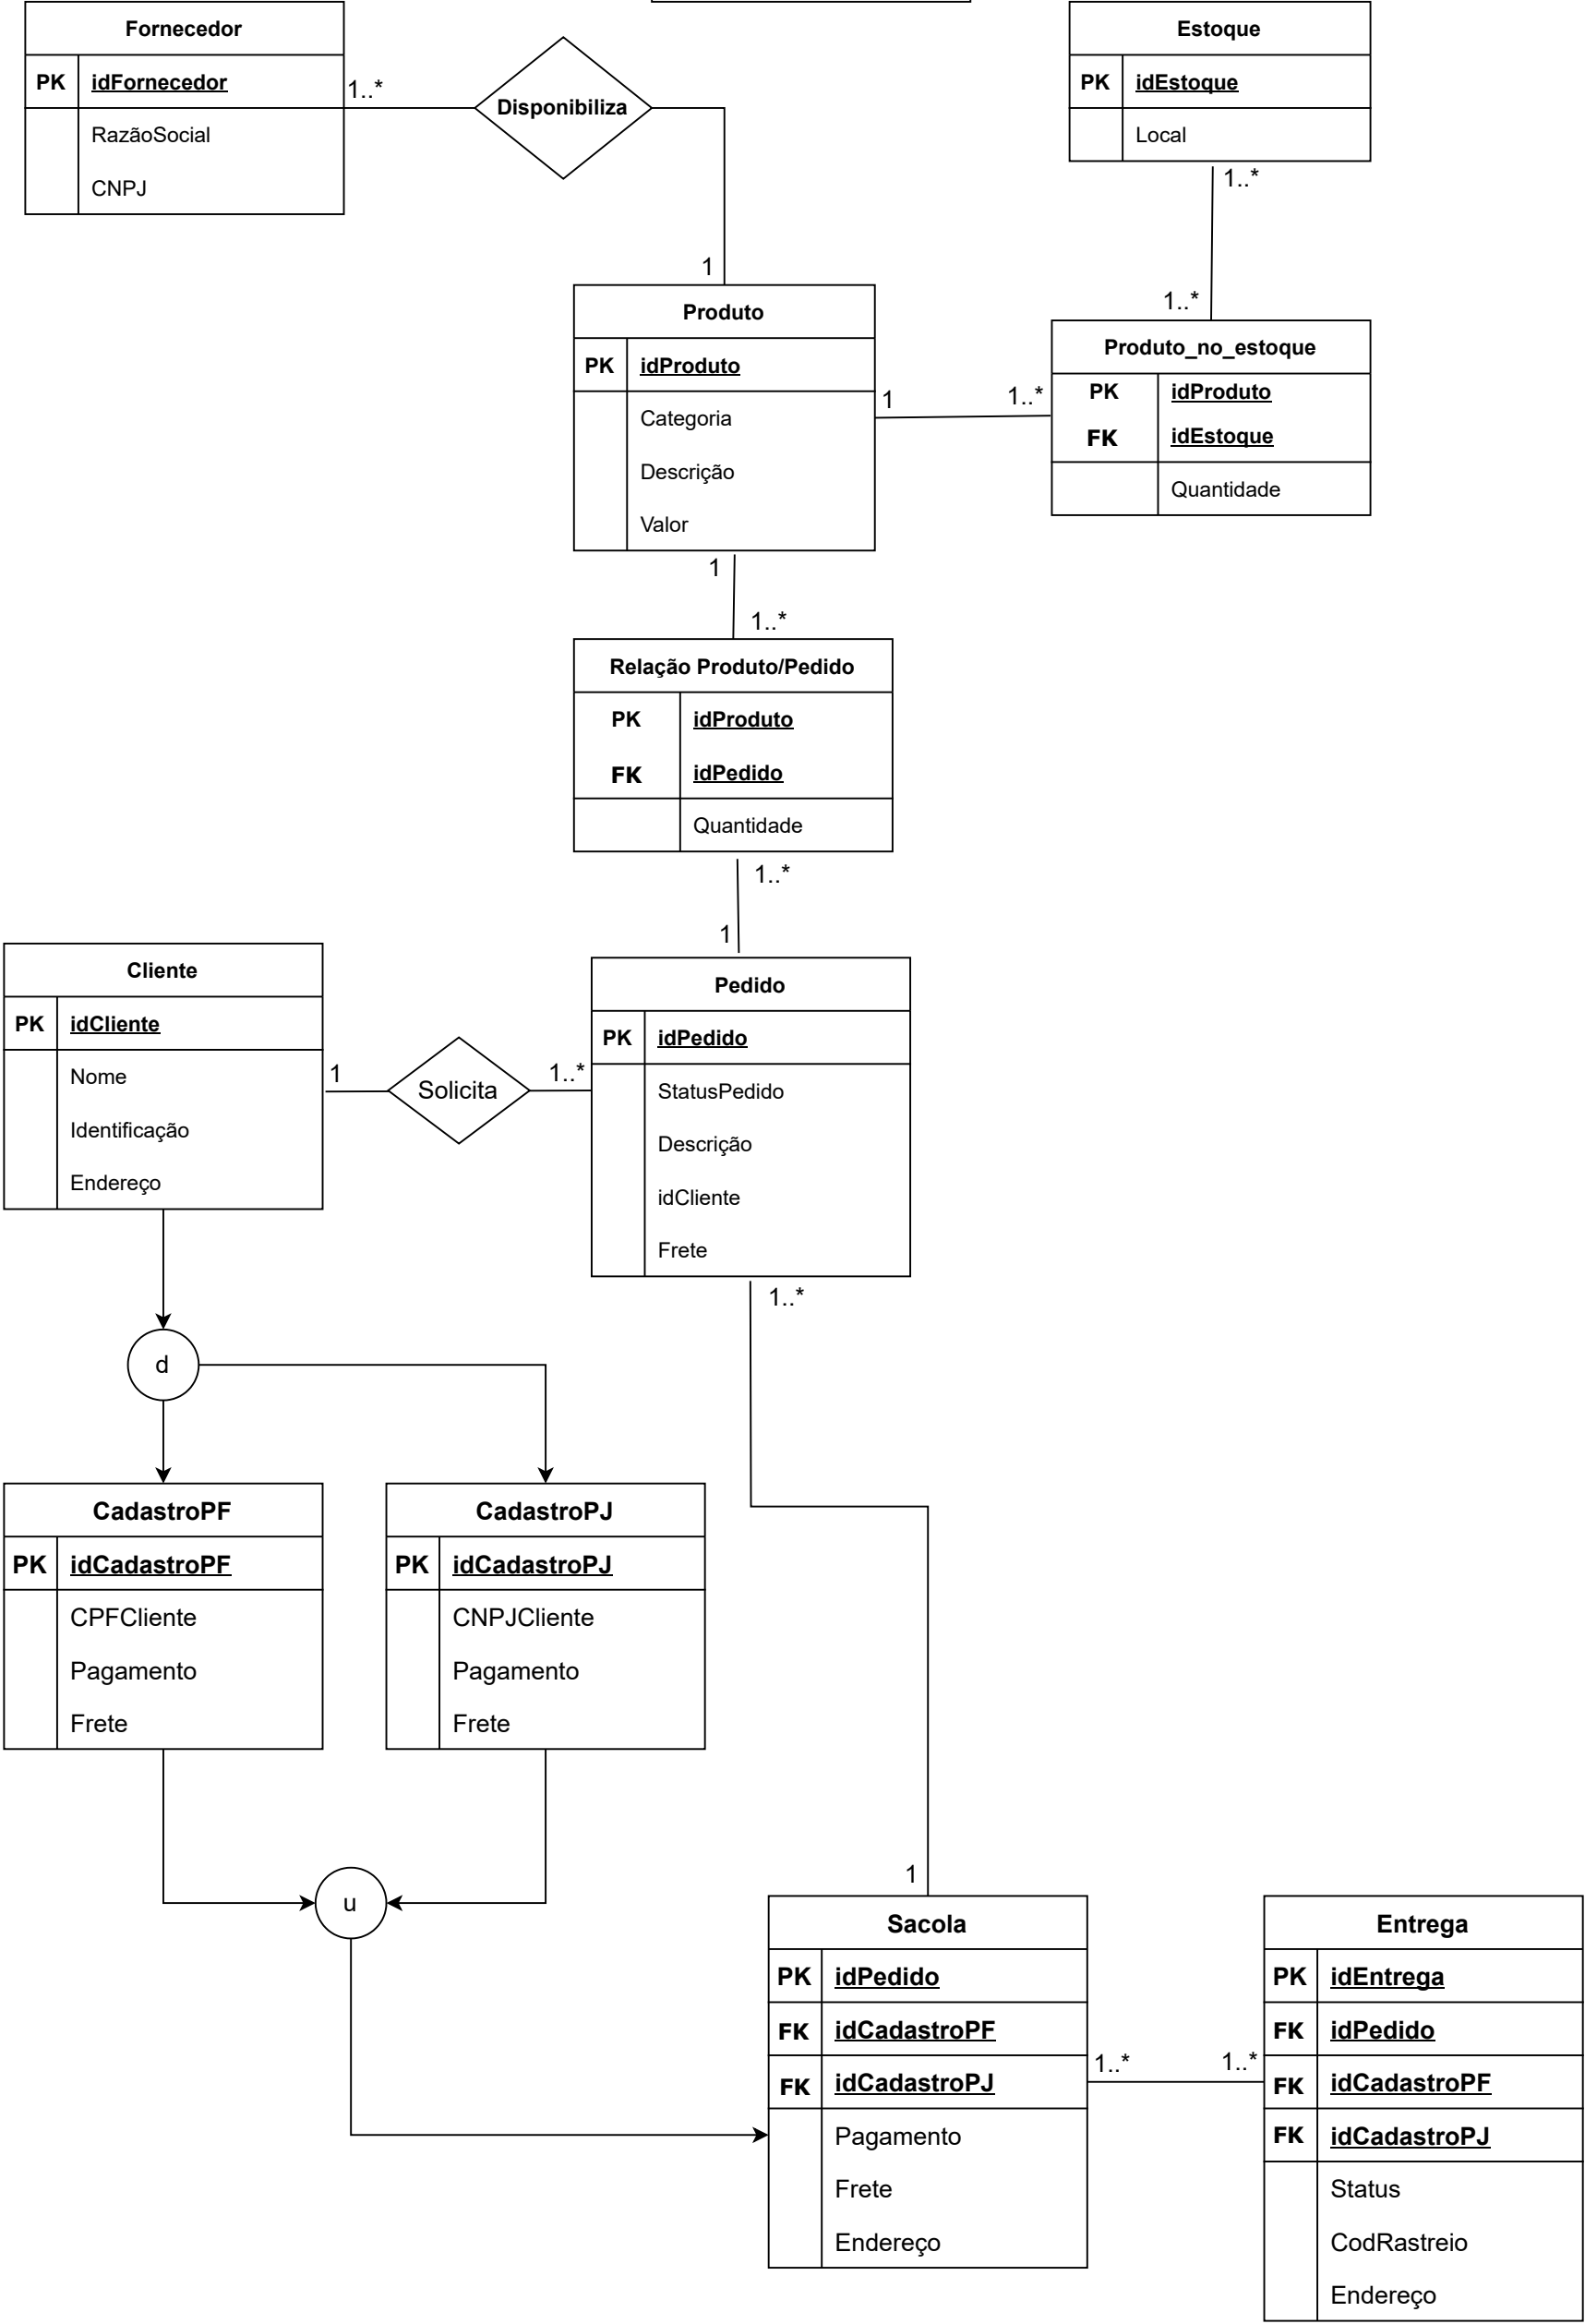 Fornecedor
PK idFornecedor
RazãoSocial
CNPJ
1..*
Disponibiliza
1
Estoque
PK idEstoque
Local
1..*
1..*
Produto
PK idProduto
Categoria
Descrição
Valor
1
1..*
Produto_no_estoque
PK idProduto
FK idEstoque
Quantidade
1
1..*
Relação Produto/Pedido
PK idProduto
FK idPedido
Quantidade
1..*
1
Cliente
PK idCliente
Nome
Identificação
Endereço
1
Solicita
1..*
Pedido
PK idPedido
StatusPedido
Descrição
idCliente
Frete
1..*
d
CadastroPF
PK idCadastroPF
CPFCliente
Pagamento
Frete
CadastroPJ
PK idCadastroPJ
CNPJCliente
Pagamento
Frete
u
1
Sacola
PK idPedido
FK idCadastroPF
FK idCadastroPJ
Pagamento
Frete
Endereço
1..*
1..*
Entrega
PK idEntrega
FK idPedido
FK idCadastroPF
FK idCadastroPJ
Status
CodRastreio
Endereço